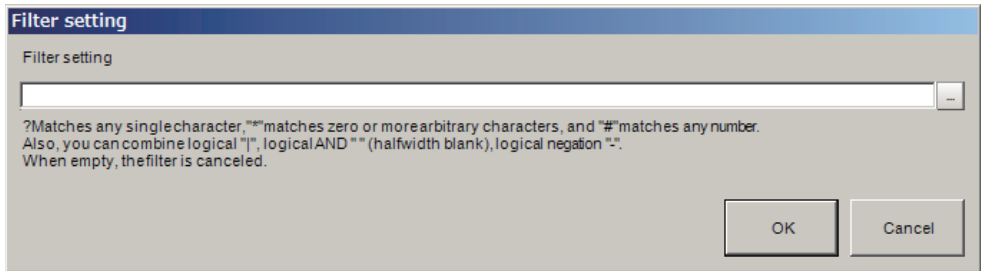 Filter setting
Filter setting
...
?Matches any single character,"*"matches zero or more arbitrary characters, and "#"matches any number.
Also, you can combine logical "|", logical AND " " (halfwidth blank), logical negation "-".
When empty, the filter is canceled.
OK
Cancel